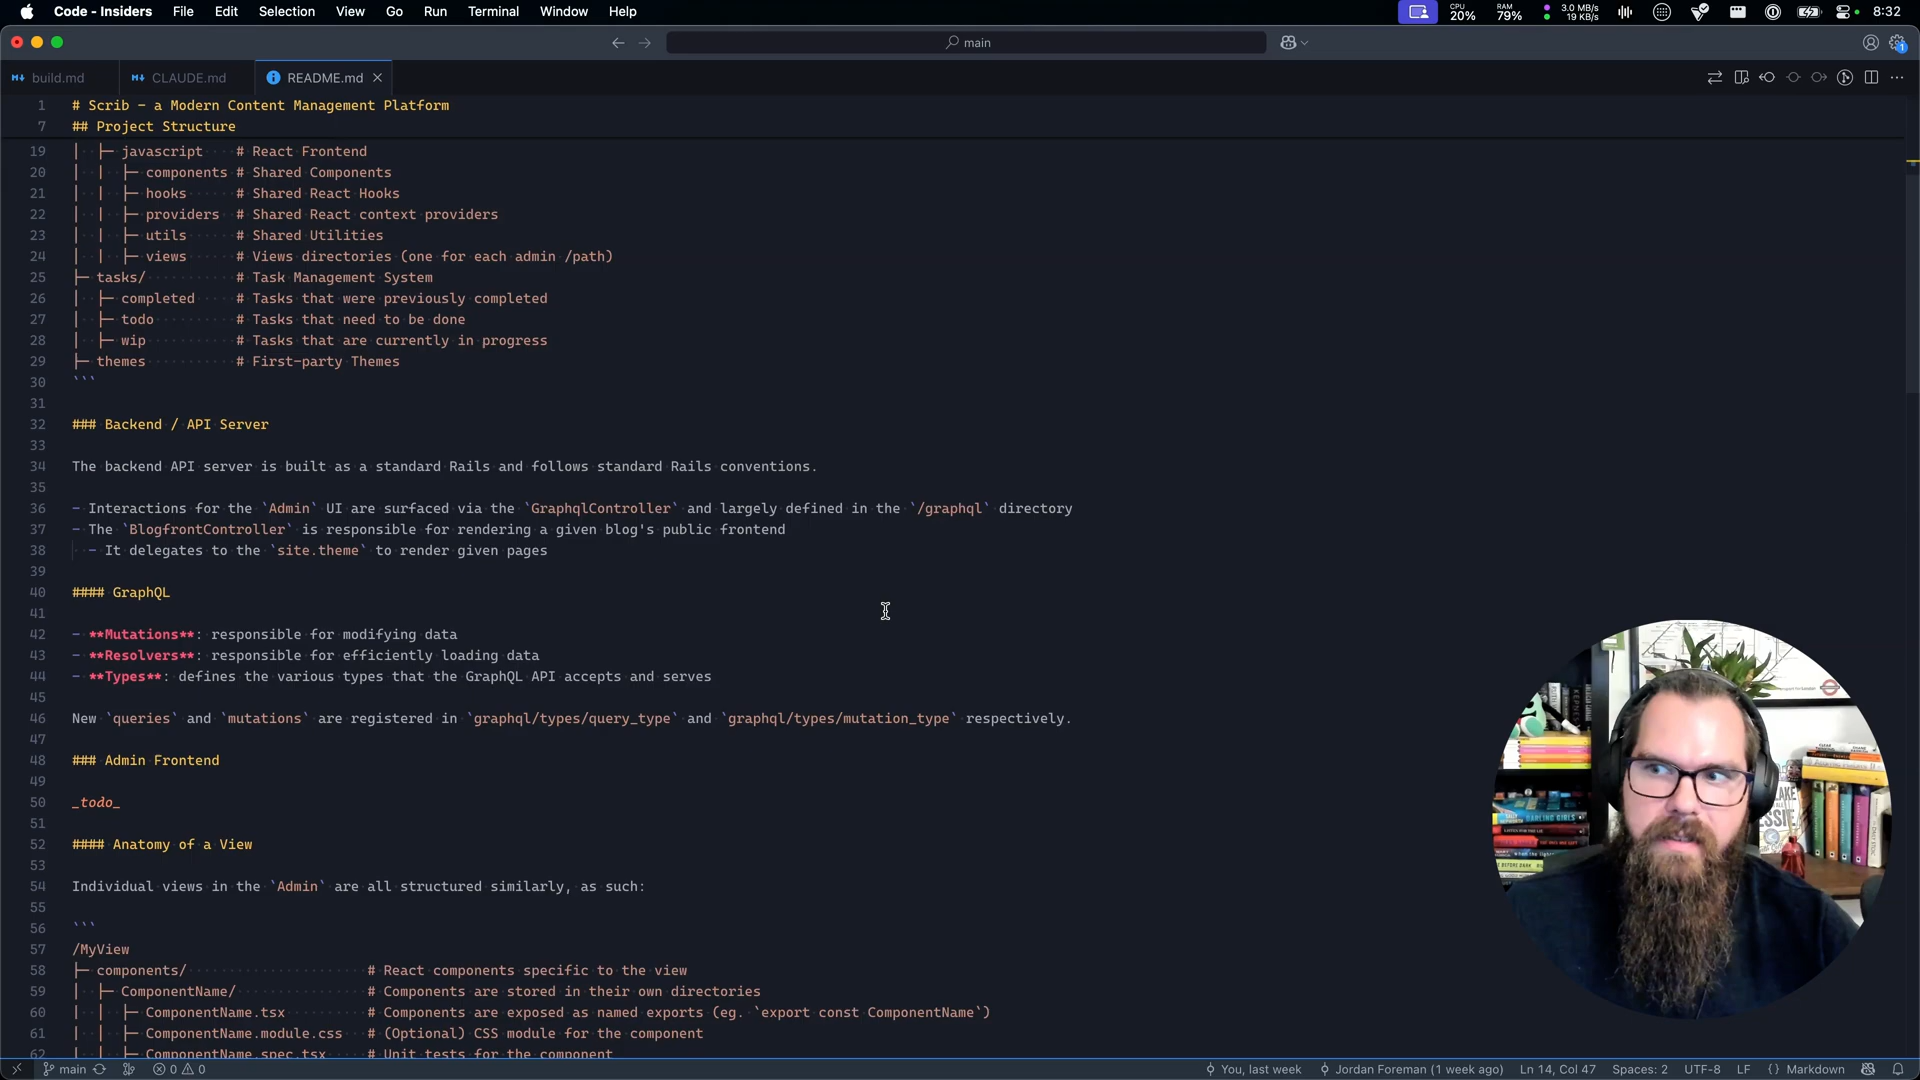 Code - Insiders File Edit Selection View Go Run Terminal Window Help CPU 20% RAM 79% 3.0 MB/s 19 KB/s 8:32
main
build.md CLAUDE.md README.md
1 # Scrib - a Modern Content Management Platform
7 ## Project Structure
19 │ ├─ javascript # React Frontend
20 │ │ ├─ components # Shared Components
21 │ │ ├─ hooks # Shared React Hooks
22 │ │ ├─ providers # Shared React context providers
23 │ │ ├─ utils # Shared Utilities
24 │ │ ├─ views # Views directories (one for each admin /path)
25 ├─ tasks/ # Task Management System
26 │ ├─ completed # Tasks that were previously completed
27 │ ├─ todo # Tasks that need to be done
28 │ ├─ wip # Tasks that are currently in progress
29 ├─ themes # First-party Themes
30 ```
31
32 ### Backend / API Server
33
34 The backend API server is built as a standard Rails and follows standard Rails conventions.
35
36 - Interactions for the `Admin` UI are surfaced via the `GraphqlController` and largely defined in the `/graphql` directory
37 - The `BlogfrontController` is responsible for rendering a given blog's public frontend
38 - It delegates to the `site.theme` to render given pages
39
40 #### GraphQL
41
42 - **Mutations**: responsible for modifying data
43 - **Resolvers**: responsible for efficiently loading data
44 - **Types**: defines the various types that the GraphQL API accepts and serves
45
46 New `queries` and `mutations` are registered in `graphql/types/query_type` and `graphql/types/mutation_type` respectively.
47
48 ### Admin Frontend
49
50 _todo_
51
52 #### Anatomy of a View
53
54 Individual views in the `Admin` are all structured similarly, as such:
55
56 ```
57 /MyView
58 ├─ components/ # React components specific to the view
59 │ ├─ ComponentName/ # Components are stored in their own directories
60 │ │ ├─ ComponentName.tsx # Components are exposed as named exports (eg. `export const ComponentName`)
61 │ │ ├─ ComponentName.module.css # (Optional) CSS module for the component
62 │ │ ├─ ComponentName.spec.tsx # Unit tests for the component
DARLING GIRLS
main 0 0 You, last week Jordan Foreman (1 week ago) Ln 14, Col 47 Spaces: 2 UTF-8 LF {} Markdown